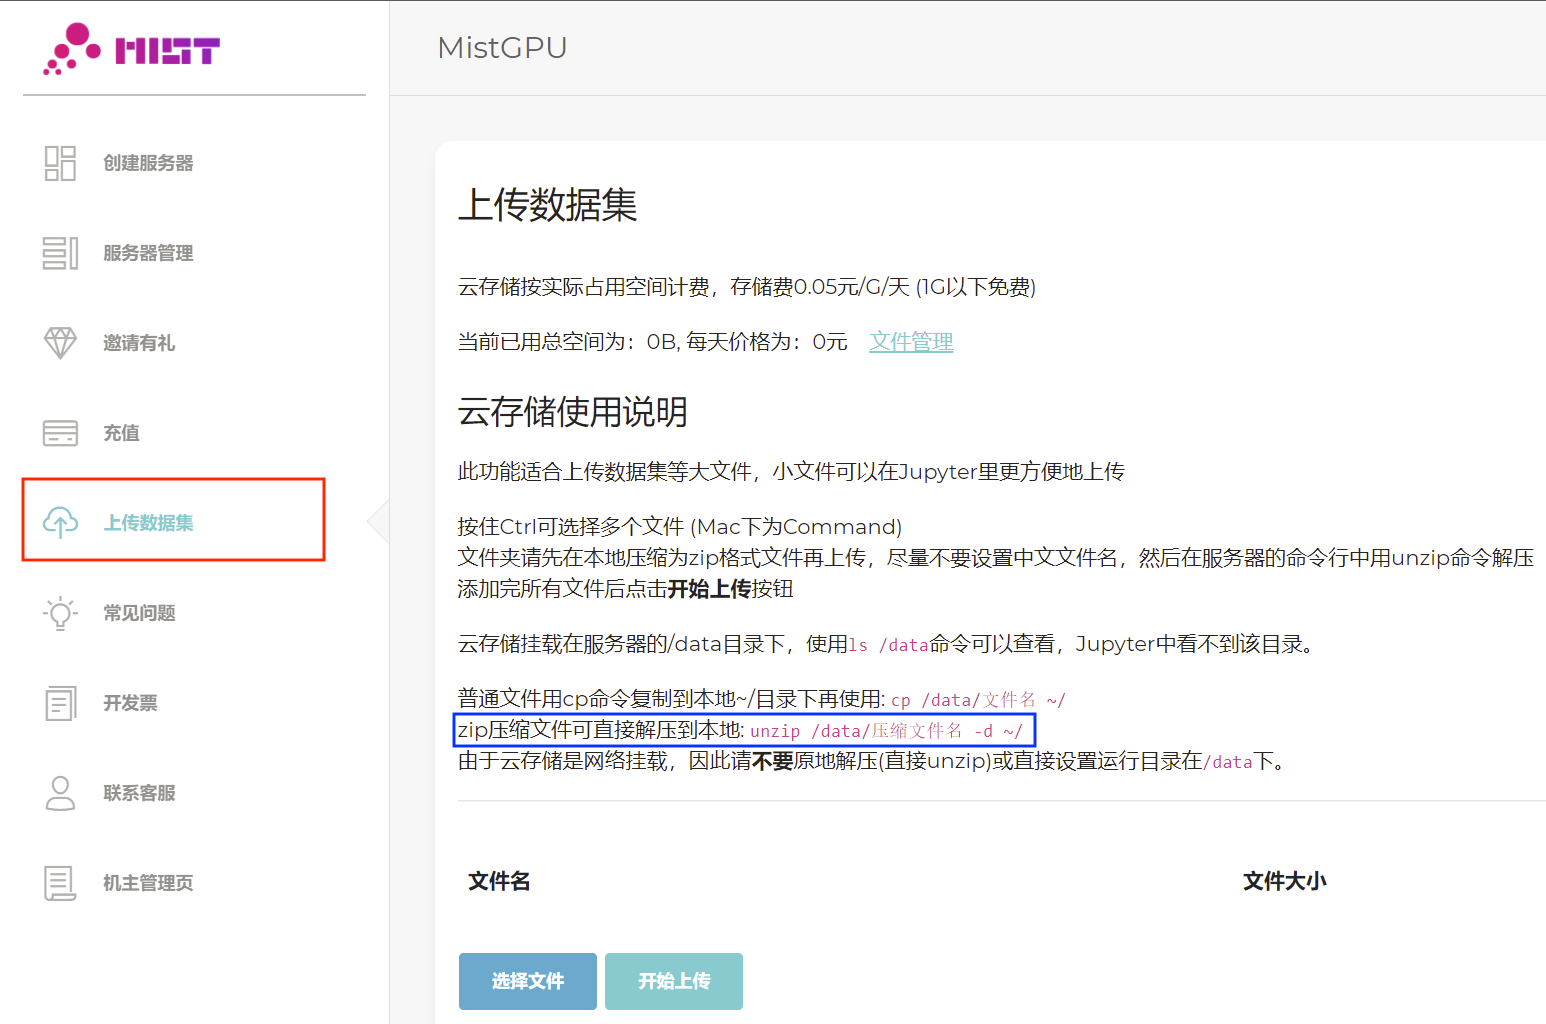 MIST
MistGPU
创建服务器
服务器管理
邀请有礼
充值
上传数据集
常见问题
开发票
联系客服
机主管理页
上传数据集
云存储按实际占用空间计费，存储费0.05元/G/天 (1G以下免费)
当前已用总空间为：0B, 每天价格为：0元 文件管理
云存储使用说明
此功能适合上传数据集等大文件，小文件可以在Jupyter里更方便地上传
按住Ctrl可选择多个文件 (Mac下为Command)
文件夹请先在本地压缩为zip格式文件再上传，尽量不要设置中文文件名，然后在服务器的命令行中用unzip命令解压
添加完所有文件后点击开始上传按钮
云存储挂载在服务器的/data目录下，使用ls /data命令可以查看，Jupyter中看不到该目录。
普通文件用cp命令复制到本地~/目录下再使用: cp /data/文件名 ~/
zip压缩文件可直接解压到本地: unzip /data/压缩文件名 -d ~/
由于云存储是网络挂载，因此请不要原地解压(直接unzip)或直接设置运行目录在/data下。
文件名 文件大小
选择文件 开始上传